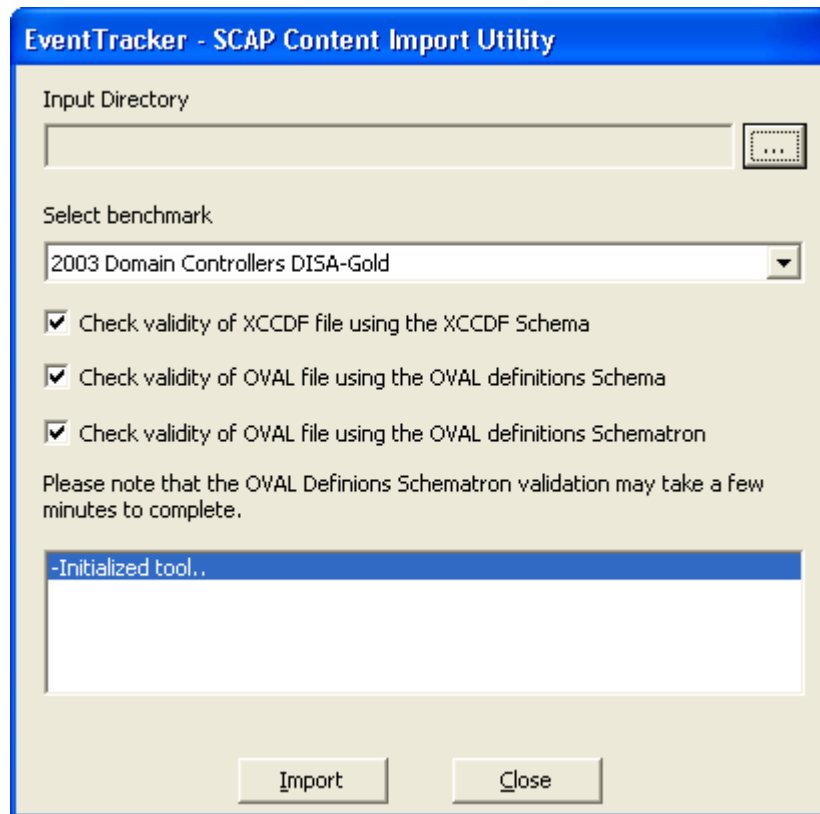 EventTracker - SCAP Content Import Utility
Input Directory
...
Select benchmark
2003 Domain Controllers DISA-Gold
Check validity of XCCDF file using the XCCDF Schema
Check validity of OVAL file using the OVAL definitions Schema
Check validity of OVAL file using the OVAL definitions Schematron
Please note that the OVAL Definions Schematron validation may take a few
minutes to complete.
-Initialized tool..
Import Close